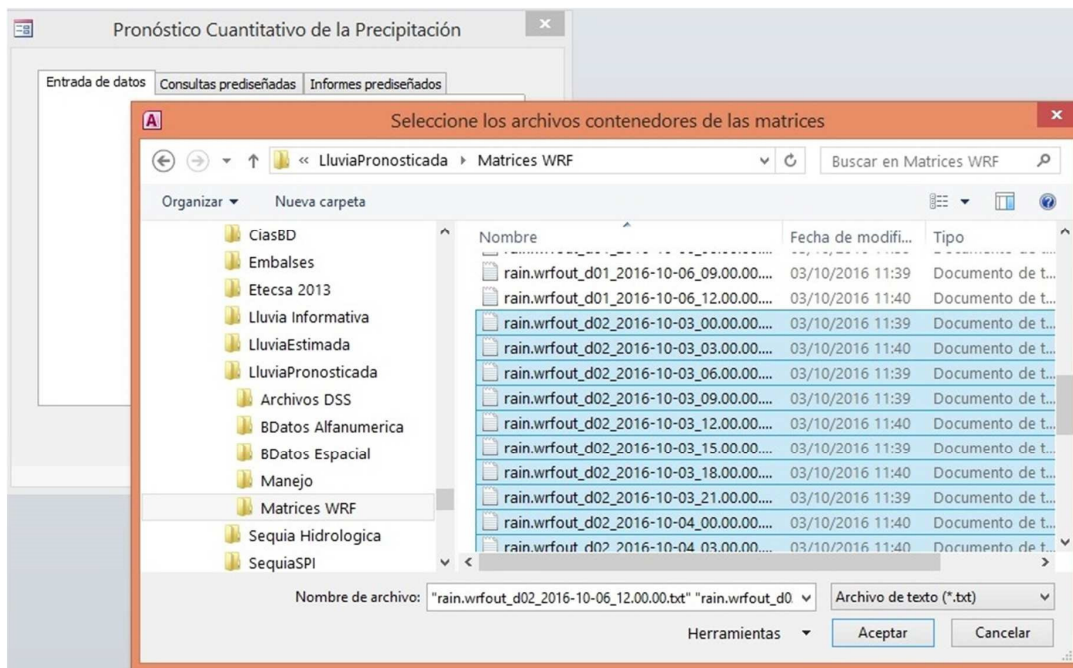 Pronóstico Cuantitativo de la Precipitación
Entrada de datos Consultas prediseñadas Informes prediseñados
Seleccione los archivos contenedores de las matrices
« LluviaPronosticada Matrices WRF Buscar en Matrices WRF
Organizar Nueva carpeta
CiasBD
Embalses
Etecsa 2013
Lluvia Informativa
LluviaEstimada
LluviaPronosticada
Archivos DSS
BDatos Alfanumerica
BDatos Espacial
Manejo
Matrices WRF
Sequia Hidrologica
SequiaSPI
Nombre Fecha de modifi... Tipo
rain.wrfout_d01_2016-10-06_09.00.00.... 03/10/2016 11:39 Documento de t...
rain.wrfout_d01_2016-10-06_12.00.00.... 03/10/2016 11:40 Documento de t...
rain.wrfout_d02_2016-10-03_00.00.00.... 03/10/2016 11:39 Documento de t...
rain.wrfout_d02_2016-10-03_03.00.00.... 03/10/2016 11:40 Documento de t...
rain.wrfout_d02_2016-10-03_06.00.00.... 03/10/2016 11:39 Documento de t...
rain.wrfout_d02_2016-10-03_09.00.00.... 03/10/2016 11:39 Documento de t...
rain.wrfout_d02_2016-10-03_12.00.00.... 03/10/2016 11:40 Documento de t...
rain.wrfout_d02_2016-10-03_15.00.00.... 03/10/2016 11:39 Documento de t...
rain.wrfout_d02_2016-10-03_18.00.00.... 03/10/2016 11:40 Documento de t...
rain.wrfout_d02_2016-10-03_21.00.00.... 03/10/2016 11:39 Documento de t...
rain.wrfout_d02_2016-10-04_00.00.00.... 03/10/2016 11:40 Documento de t...
rain.wrfout_d02_2016-10-04_03.00.00.... 03/10/2016 11:40 Documento de t...
Nombre de archivo: "rain.wrfout_d02_2016-10-06_12.00.00.txt" "rain.wrfout_d0. Archivo de texto (*.txt)
Herramientas Aceptar Cancelar